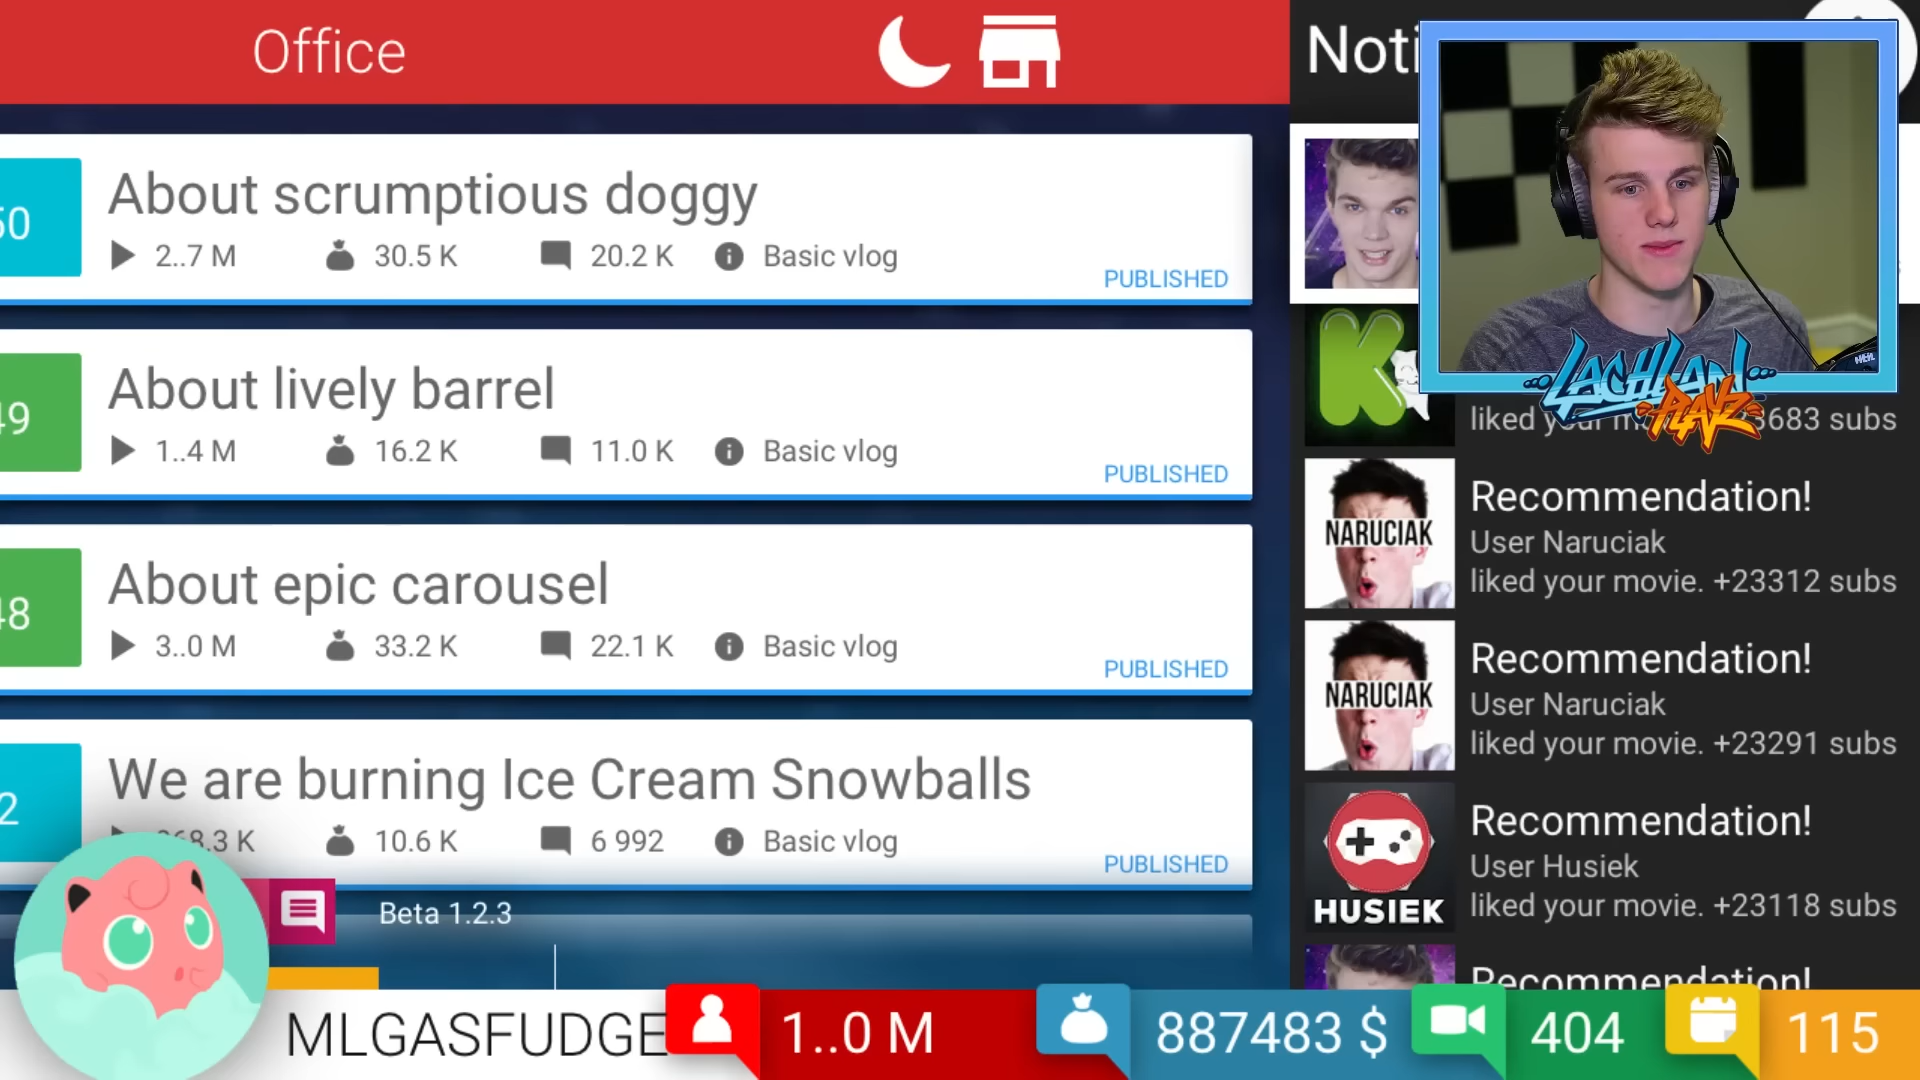 Office
Noti
50
About scrumptious doggy
2..7 M 30.5 K 20.2 K Basic vlog
PUBLISHED
49
About lively barrel
1..4 M 16.2 K 11.0 K Basic vlog
PUBLISHED
48
About epic carousel
3..0 M 33.2 K 22.1 K Basic vlog
PUBLISHED
2
We are burning Ice Cream Snowballs
68.3 K 10.6 K 6 992 Basic vlog
PUBLISHED
Beta 1.2.3
MLGASFUDGE
1..0 M
887483 $
404
115
LACHLAN
PLAYZ
K
liked your m 3683 subs
NARUCIAK
Recommendation!
User Naruciak
liked your movie. +23312 subs
NARUCIAK
Recommendation!
User Naruciak
liked your movie. +23291 subs
HUSIEK
Recommendation!
User Husiek
liked your movie. +23118 subs
Recommendation!